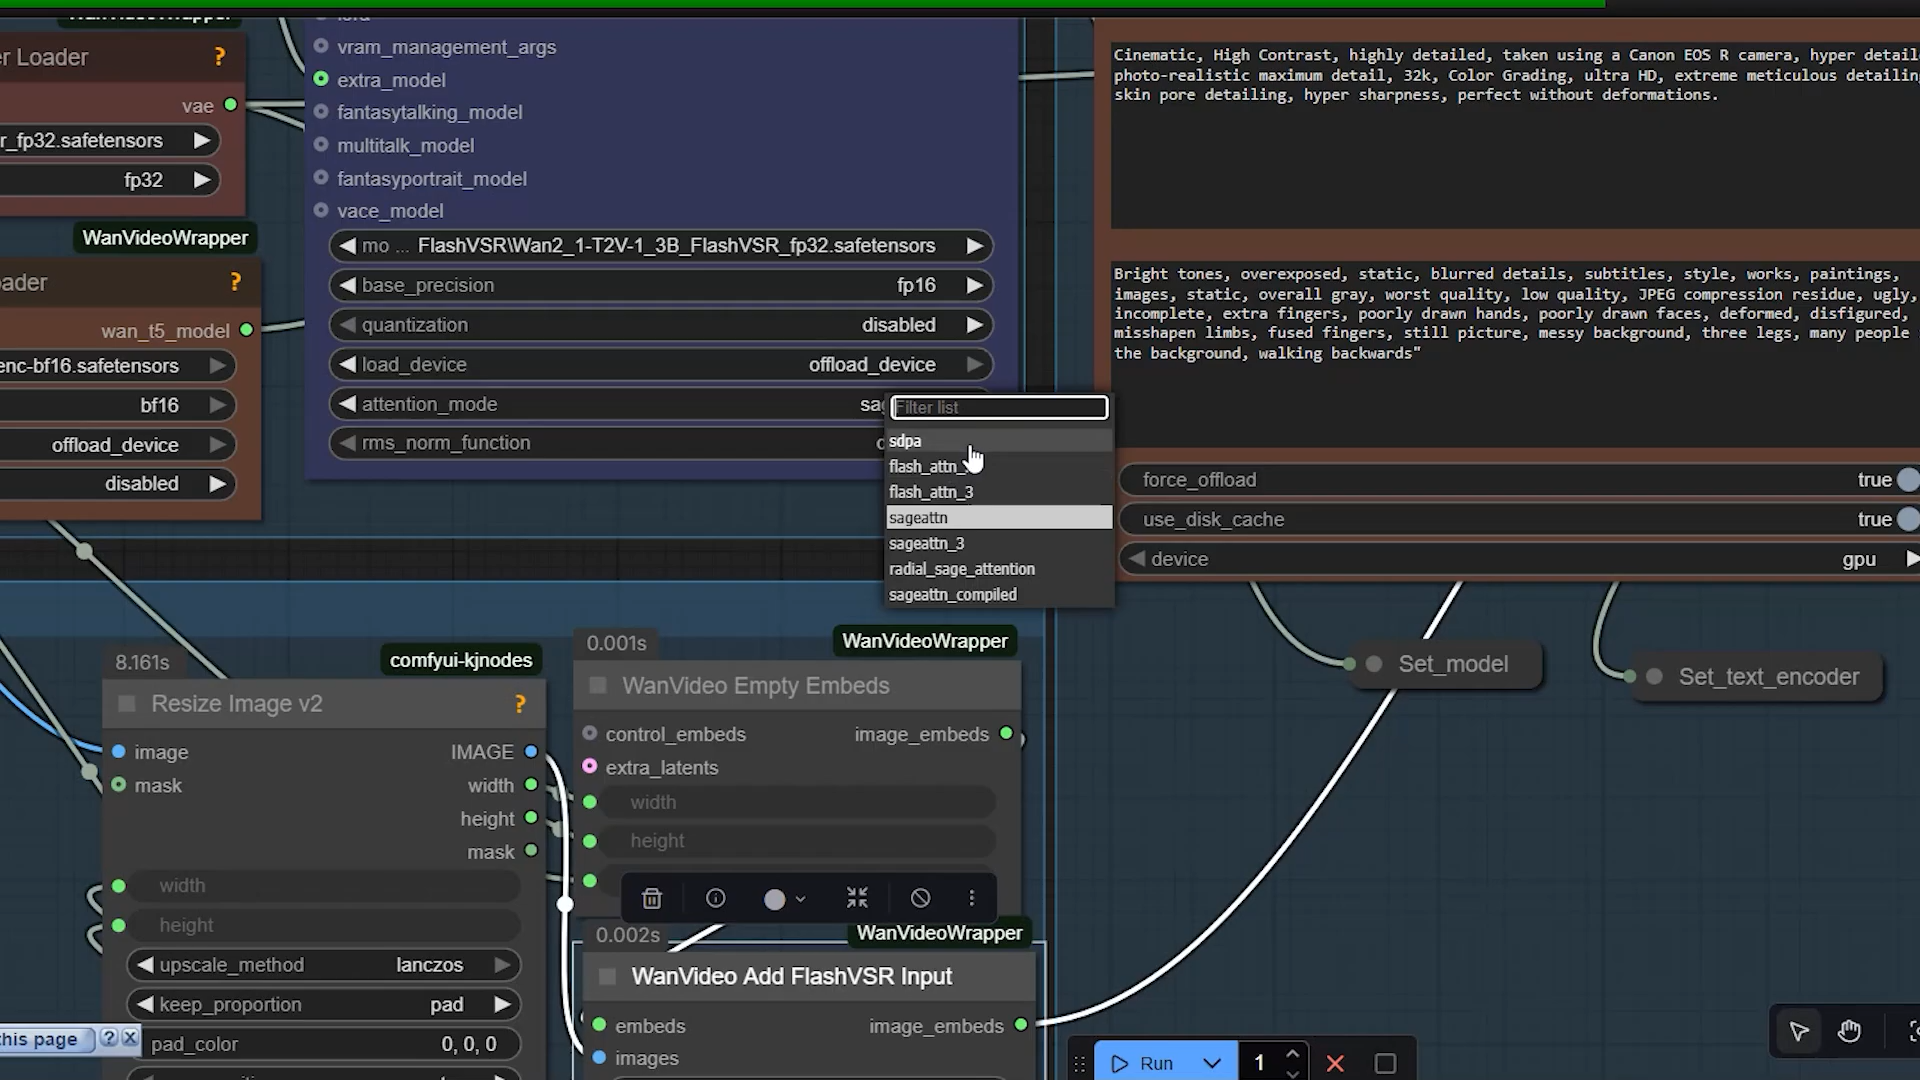 er Loader
?
vae
r_fp32.safetensors
fp32
WanVideoWrapper
oader
?
wan_t5_model
enc-bf16.safetensors
bf16
offload_device
disabled
vram_management_args
extra_model
fantasytalking_model
multitalk_model
fantasyportrait_model
vace_model
mo ... FlashVSR\Wan2_1-T2V-1_3B_FlashVSR_fp32.safetensors
base_precision fp16
quantization disabled
load_device offload_device
attention_mode
rms_norm_function
Filter list
sdpa
flash_attn_
flash_attn_3
sageattn
sageattn_3
radial_sage_attention
sageattn_compiled
Cinematic, High Contrast, highly detailed, taken using a Canon EOS R camera, hyper detail
photo-realistic maximum detail, 32k, Color Grading, ultra HD, extreme meticulous detailin
skin pore detailing, hyper sharpness, perfect without deformations.
Bright tones, overexposed, static, blurred details, subtitles, style, works, paintings,
images, static, overall gray, worst quality, low quality, JPEG compression residue, ugly,
incomplete, extra fingers, poorly drawn hands, poorly drawn faces, deformed, disfigured,
misshapen limbs, fused fingers, still picture, messy background, three legs, many people
the background, walking backwards"
force_offload true
use_disk_cache true
device gpu
Set_model
Set_text_encoder
8.161s
comfyui-kjnodes
Resize Image v2 ?
image IMAGE
mask width
height
mask
width
height
upscale_method lanczos
keep_proportion pad
pad_color 0, 0, 0
this page ? X
0.001s
WanVideoWrapper
WanVideo Empty Embeds
control_embeds image_embeds
extra_latents
width
height
0.002s
WanVideoWrapper
WanVideo Add FlashVSR Input
embeds image_embeds
images
Run 1